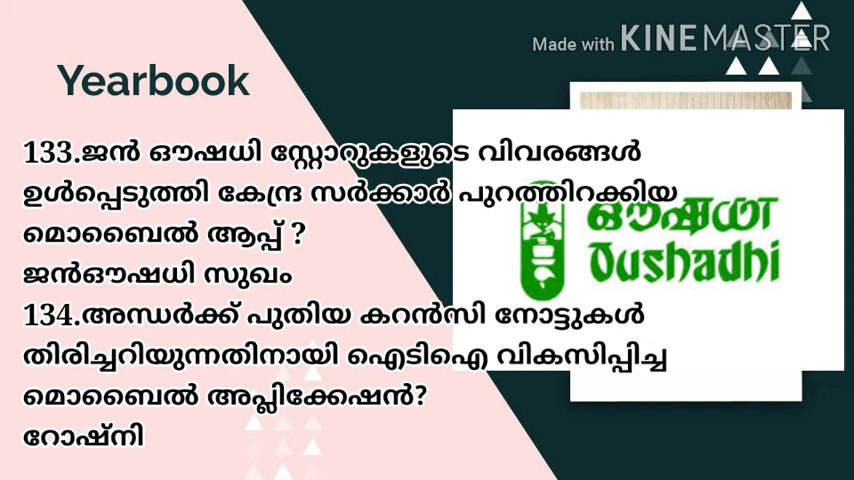 Made with KINEMASTER
Yearbook
133.ജൻ ഔഷധി സ്റ്റോറുകളുടെ വിവരങ്ങൾ
ഉൾപ്പെടുത്തി കേന്ദ്ര സർക്കാർ പുറത്തിറക്കിയ
മൊബൈൽ ആപ്പ് ?
ജൻഔഷധി സുഖം
134.അന്ധർക്ക് പുതിയ കറൻസി നോട്ടുകൾ
തിരിച്ചറിയുന്നതിനായി ഐടിഐ വികസിപ്പിച്ച
മൊബൈൽ അപ്ലിക്കേഷൻ?
റോഷ്നി
ഔഷധി
Oushadhi